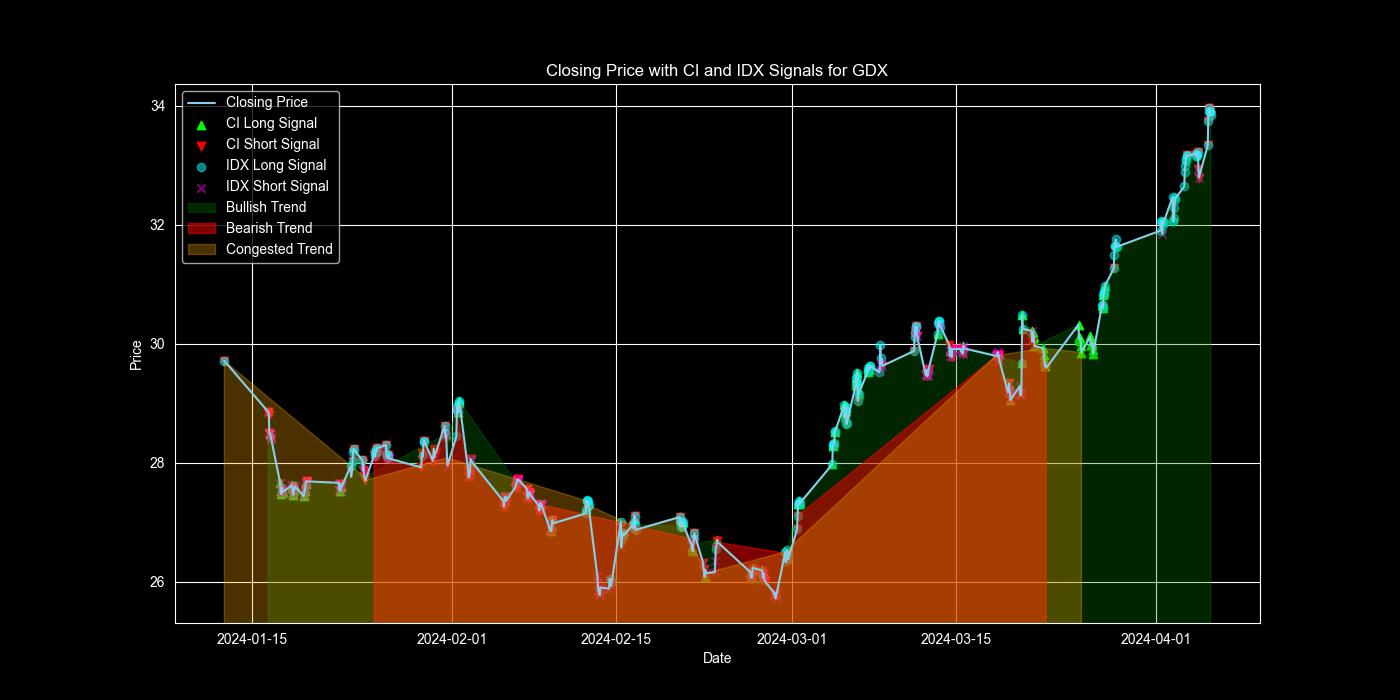 Closing Price with CI and IDX Signals for GDX
Closing Price
CI Long Signal
CI Short Signal
IDX Long Signal
IDX Short Signal
Bullish Trend
Bearish Trend
Congested Trend
34
32
30
28
26
Price
2024-01-15
2024-02-01
2024-02-15
2024-03-01
2024-03-15
2024-04-01
Date